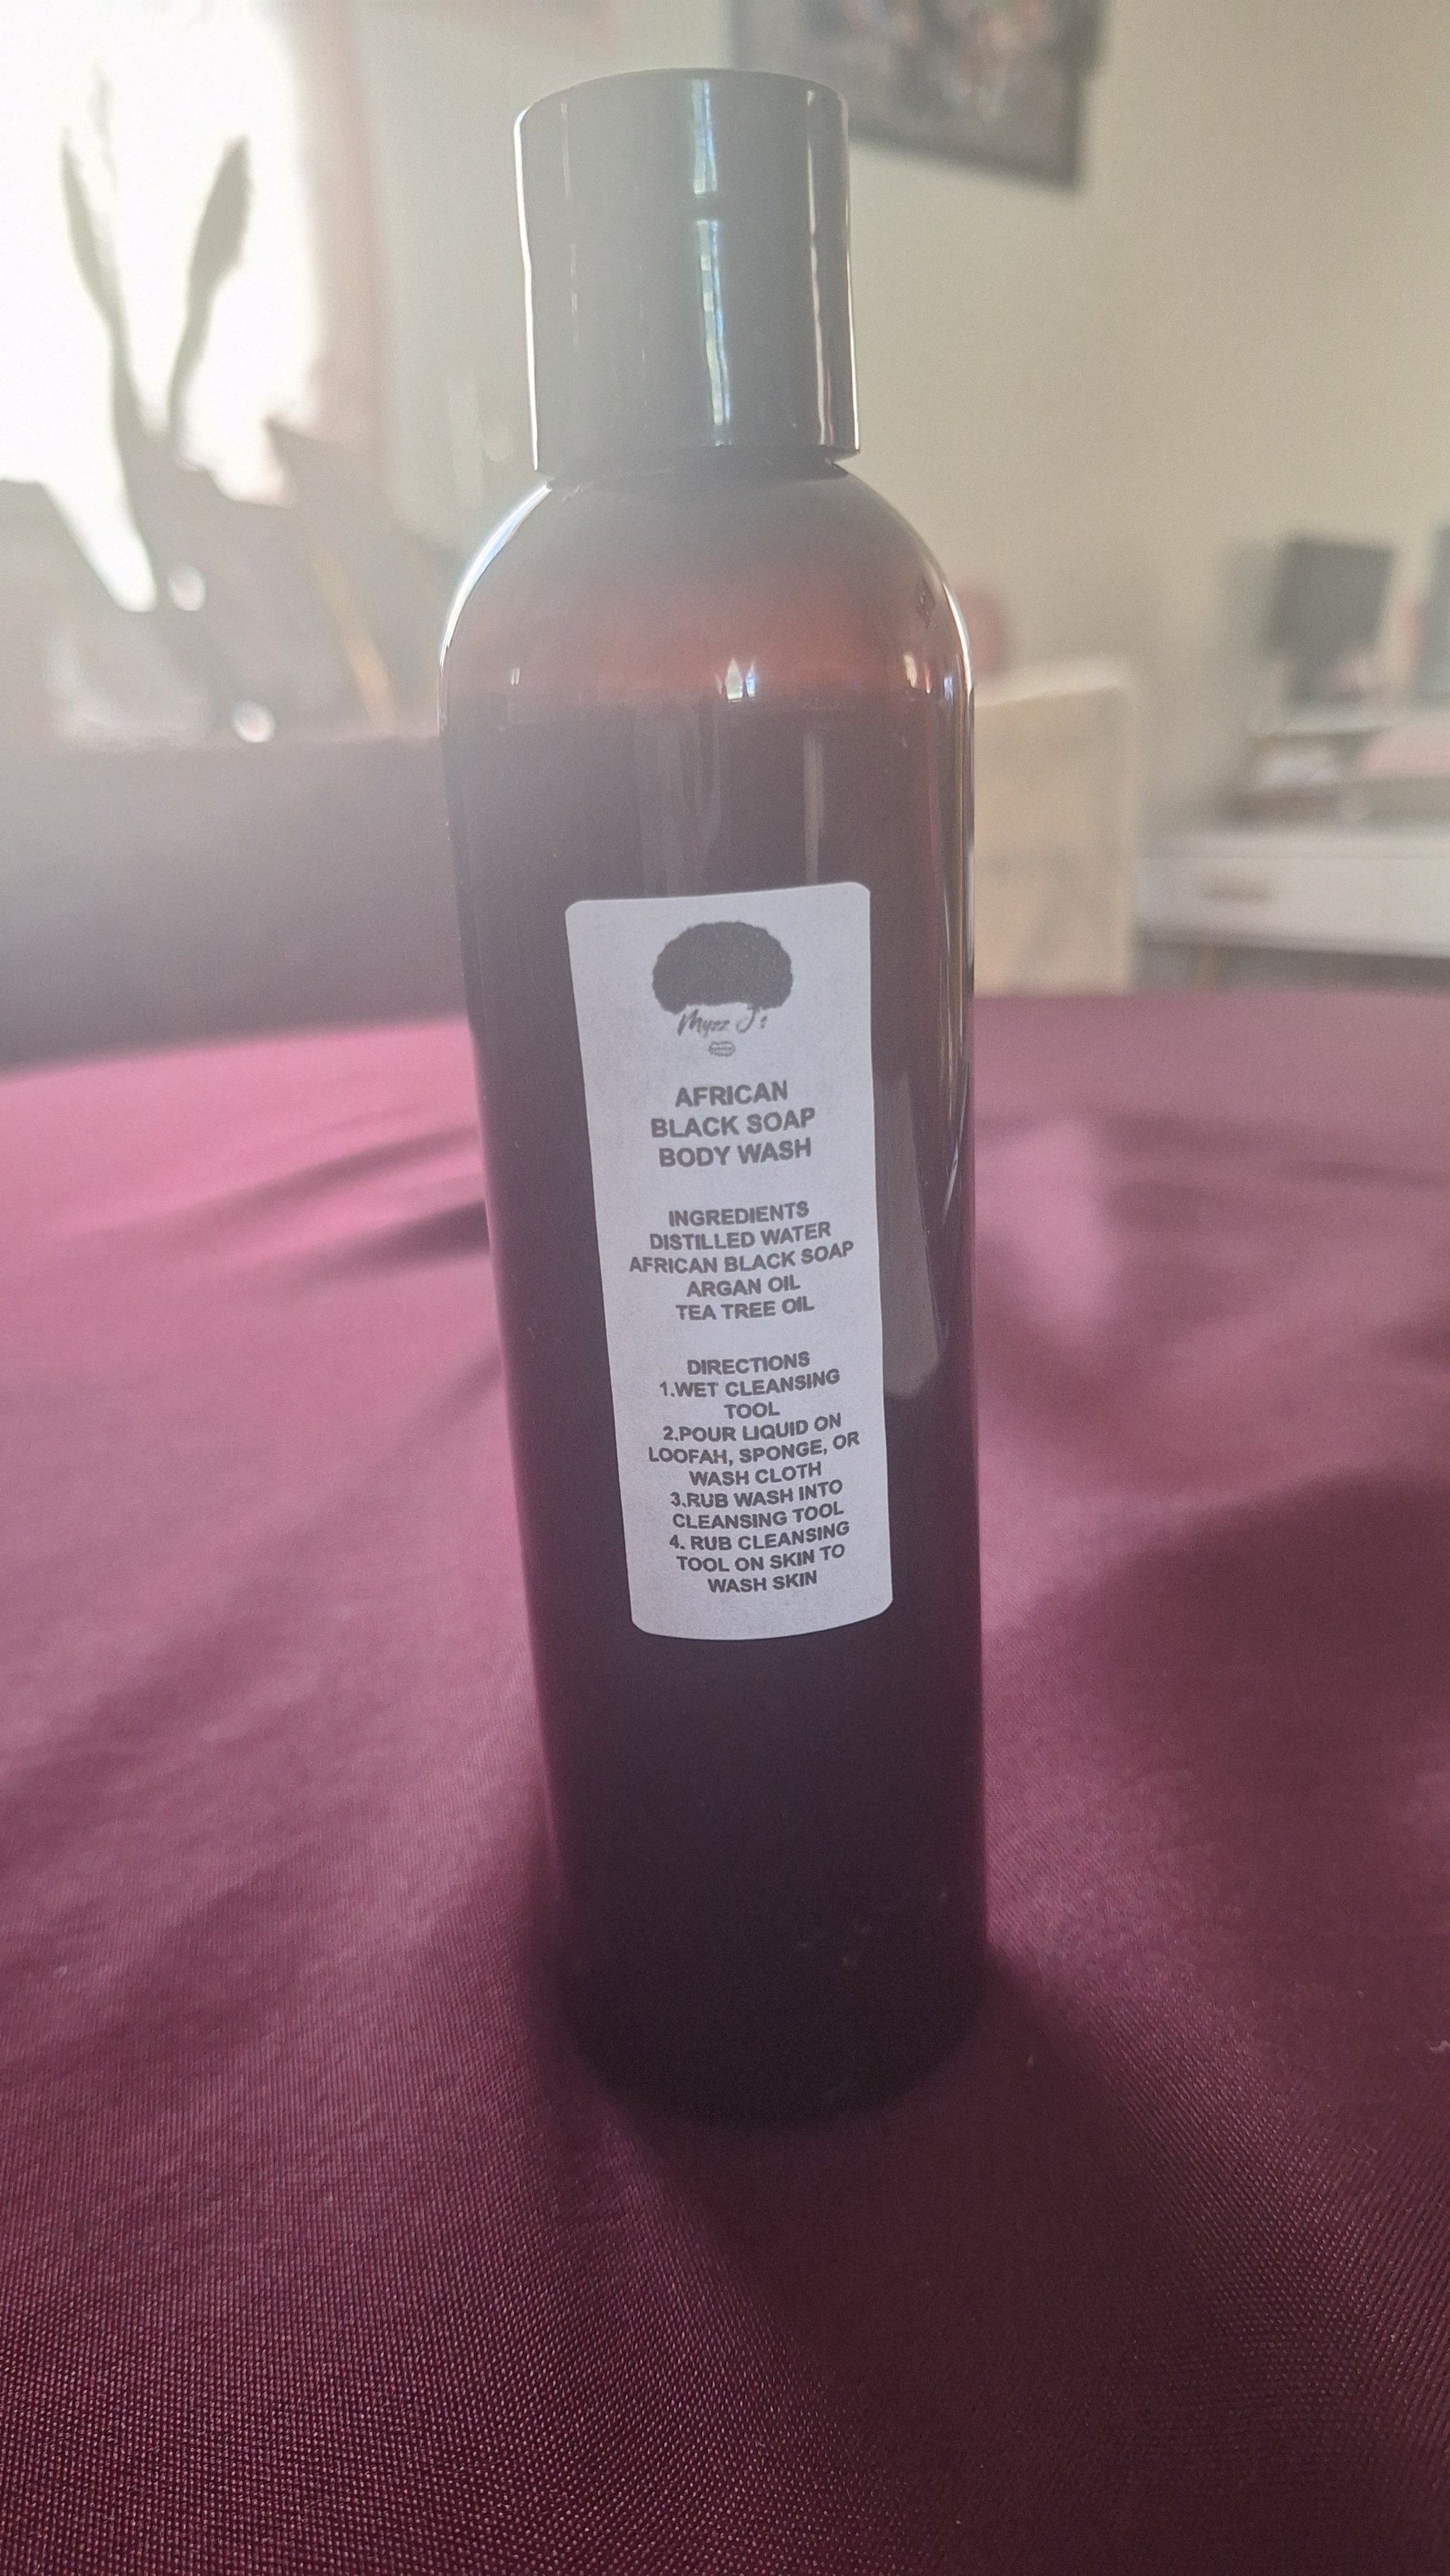 Myzz J's
AFRICAN
BLACK SOAP
BODY WASH
INGREDIENTS
DISTILLED WATER
AFRICAN BLACK SOAP
ARGAN OIL
TEA TREE OIL
DIRECTIONS
1.WET CLEANSING
TOOL
2.POUR LIQUID ON
LOOFAH, SPONGE, OR
WASH CLOTH
3.RUB WASH INTO
CLEANSING TOOL
4. RUB CLEANSING
TOOL ON SKIN TO
WASH SKIN